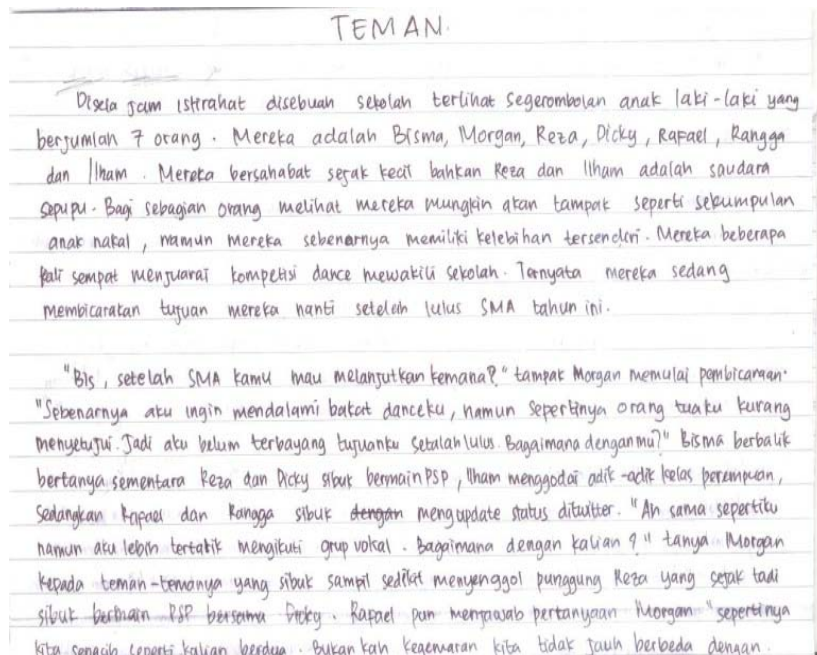 TEMAN.
Disela jam istirahat disebuah sekolah terlihat segerombolan anak laki-laki yang
berjumlah 7 orang. Mereka adalah Bisma, Morgan, Reza, Dicky, Rafael, Rangga
dan Ilham. Mereka bersahabat sejak kecil bahkan Reza dan Ilham adalah saudara
sepupu. Bagi sebagian orang melihat mereka mungkin akan tampak seperti sekumpulan
anak nakal, namun mereka sebenarnya memiliki kelebihan tersendiri. Mereka beberapa
kali sempat menjuarai kompetisi dance mewakili sekolah. Ternyata mereka sedang
membicarakan tujuan mereka nanti setelah lulus SMA tahun ini.
"Bis, setelah SMA kamu mau melanjutkan kemana?" tampak Morgan memulai pembicaraan.
"Sebenarnya aku ingin mendalami bakat danceku, namun sepertinya orang tuaku kurang
menyetujui. Jadi aku belum terbayang tujuanku setelah lulus. Bagaimana denganmu?" Bisma berbalik
bertanya sementara Reza dan Dicky sibuk bermain PSP, Ilham menggodai adik-adik kelas perempuan,
sedangkan Rafael dan Rangga sibuk dengan mengupdate status ditwitter. "Ah sama sepertiku
namun aku lebih tertarik mengikuti grup vokal. Bagaimana dengan kalian?" tanya Morgan
kepada teman-temanya yang sibuk sampil sedikit menyenggol punggung Reza yang sejak tadi
sibuk bermain PSP bersama Dicky. Rafael pun menjawab pertanyaan Morgan "sepertinya
kita senasib seperti kalian berdua. Bukan kah kegemaran kita tidak jauh berbeda dengan.